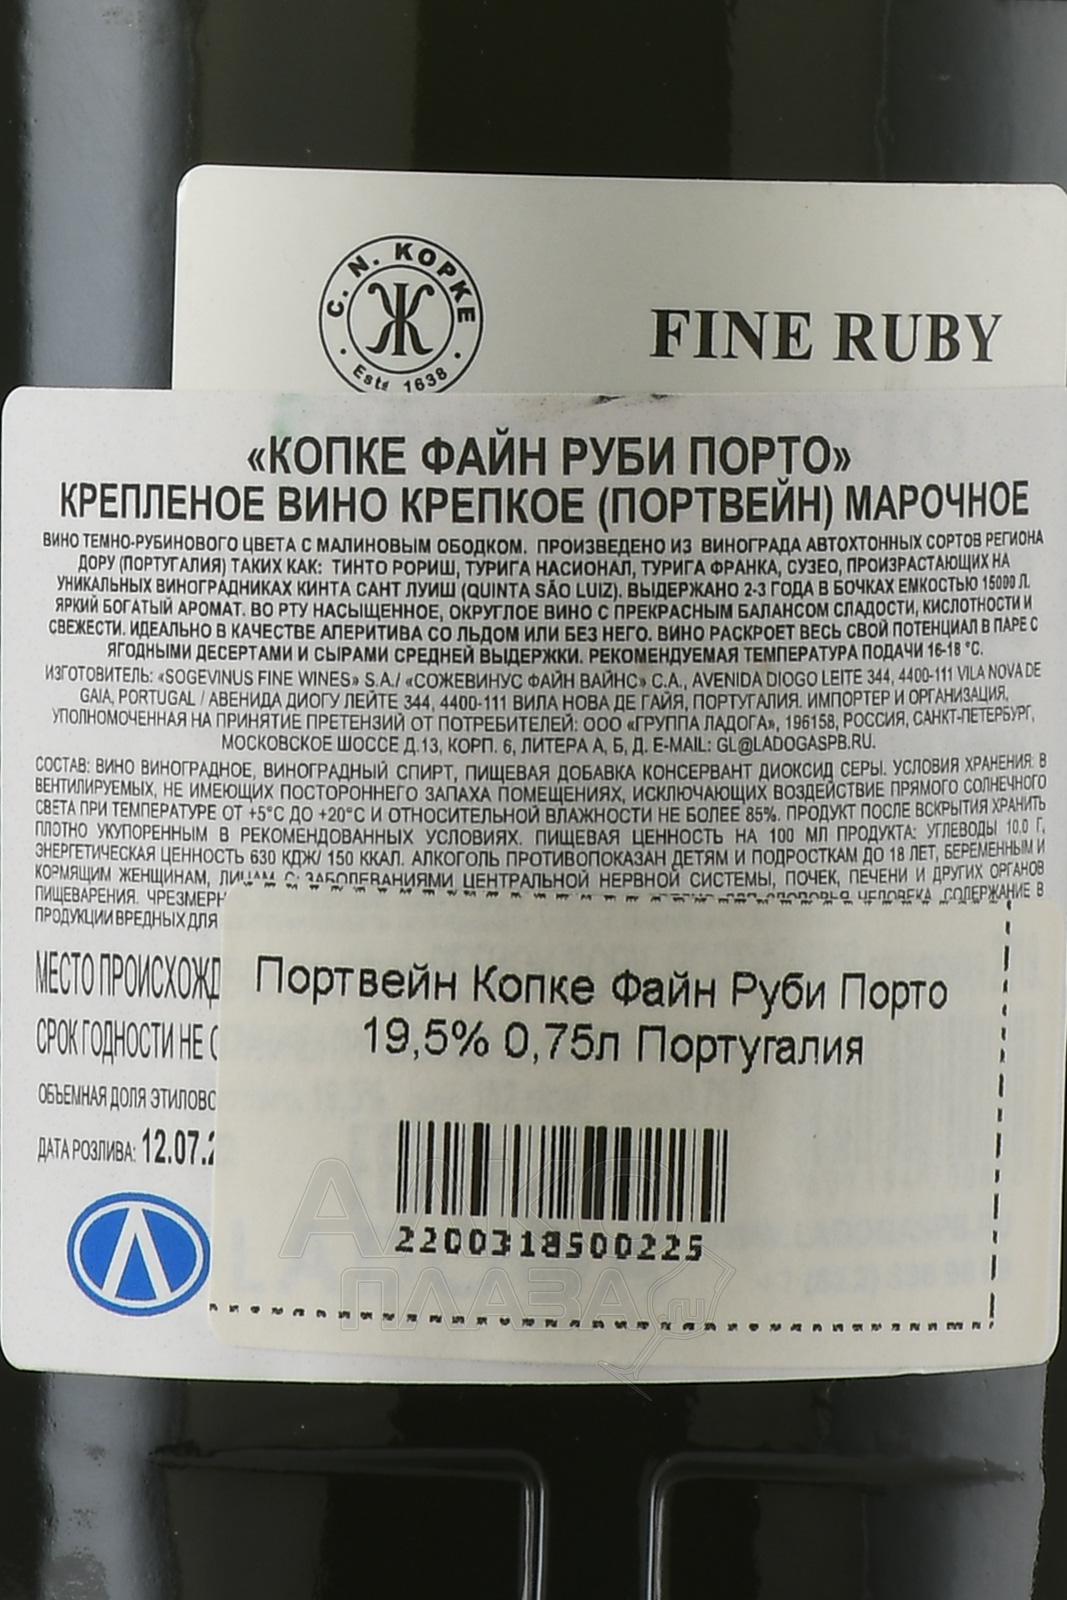 C. N. KOPKE
Estd 1638
FINE RUBY
«КОПКЕ ФАЙН РУБИ ПОРТО»
КРЕПЛЕНОЕ ВИНО КРЕПКОЕ (ПОРТВЕЙН) МАРОЧНОЕ
ВИНО ТЕМНО-РУБИНОВОГО ЦВЕТА С МАЛИНОВЫМ ОБОДКОМ. ПРОИЗВЕДЕНО ИЗ ВИНОГРАДА АВТОХТОННЫХ СОРТОВ РЕГИОНА
ДОРУ (ПОРТУГАЛИЯ) ТАКИХ КАК: ТИНТО РОРИШ, ТУРИГА НАСИОНАЛ, ТУРИГА ФРАНКА, СУЗЕО, ПРОИЗРАСТАЮЩИХ НА
УНИКАЛЬНЫХ ВИНОГРАДНИКАХ КИНТА САНТ ЛУИШ (QUINTA SÃO LUIZ). ВЫДЕРЖАНО 2-3 ГОДА В БОЧКАХ ЕМКОСТЬЮ 15000 Л.
ЯРКИЙ БОГАТЫЙ АРОМАТ. ВО РТУ НАСЫЩЕННОЕ, ОКРУГЛОЕ ВИНО С ПРЕКРАСНЫМ БАЛАНСОМ СЛАДОСТИ, КИСЛОТНОСТИ И
СВЕЖЕСТИ. ИДЕАЛЬНО В КАЧЕСТВЕ АПЕРИТИВА СО ЛЬДОМ ИЛИ БЕЗ НЕГО. ВИНО РАСКРОЕТ ВЕСЬ СВОЙ ПОТЕНЦИАЛ В ПАРЕ С
ЯГОДНЫМИ ДЕСЕРТАМИ И СЫРАМИ СРЕДНЕЙ ВЫДЕРЖКИ. РЕКОМЕНДУЕМАЯ ТЕМПЕРАТУРА ПОДАЧИ 16-18 °С.
ИЗГОТОВИТЕЛЬ: «SOGEVINUS FINE WINES» S.A./ «СОЖЕВИНУС ФАЙН ВАЙНС» С.А., AVENIDA DIOGO LEITE 344, 4400-111 VILA NOVA DE
GAIA, PORTUGAL / АВЕНИДА ДИОГУ ЛЕЙТЕ 344, 4400-111 ВИЛА НОВА ДЕ ГАЙЯ, ПОРТУГАЛИЯ. ИМПОРТЕР И ОРГАНИЗАЦИЯ,
УПОЛНОМОЧЕННАЯ НА ПРИНЯТИЕ ПРЕТЕНЗИЙ ОТ ПОТРЕБИТЕЛЕЙ: ООО «ГРУППА ЛАДОГА», 196158, РОССИЯ, САНКТ-ПЕТЕРБУРГ,
МОСКОВСКОЕ ШОССЕ Д.13, КОРП. 6, ЛИТЕРА А, Б, Д. E-MAIL: GL@LADOGASPB.RU.
СОСТАВ: ВИНО ВИНОГРАДНОЕ, ВИНОГРАДНЫЙ СПИРТ, ПИЩЕВАЯ ДОБАВКА КОНСЕРВАНТ ДИОКСИД СЕРЫ. УСЛОВИЯ ХРАНЕНИЯ: В
ВЕНТИЛИРУЕМЫХ, НЕ ИМЕЮЩИХ ПОСТОРОННЕГО ЗАПАХА ПОМЕЩЕНИЯХ, ИСКЛЮЧАЮЩИХ ВОЗДЕЙСТВИЕ ПРЯМОГО СОЛНЕЧНОГО
СВЕТА ПРИ ТЕМПЕРАТУРЕ ОТ +5°С ДО +20°С И ОТНОСИТЕЛЬНОЙ ВЛАЖНОСТИ НЕ БОЛЕЕ 85%. ПРОДУКТ ПОСЛЕ ВСКРЫТИЯ ХРАНИТЬ
ПЛОТНО УКУПОРЕННЫМ В РЕКОМЕНДОВАННЫХ УСЛОВИЯХ. ПИЩЕВАЯ ЦЕННОСТЬ НА 100 МЛ ПРОДУКТА: УГЛЕВОДЫ 10,0 Г,
ЭНЕРГЕТИЧЕСКАЯ ЦЕННОСТЬ 630 КДЖ/ 150 ККАЛ. АЛКОГОЛЬ ПРОТИВОПОКАЗАН ДЕТЯМ И ПОДРОСТКАМ ДО 18 ЛЕТ, БЕРЕМЕННЫМ И
КОРМЯЩИМ ЖЕНЩИНАМ, ЛИЦАМ С ЗАБОЛЕВАНИЯМИ ЦЕНТРАЛЬНОЙ НЕРВНОЙ СИСТЕМЫ, ПОЧЕК, ПЕЧЕНИ И ДРУГИХ ОРГАНОВ
ПИЩЕВАРЕНИЯ. ЧРЕЗМЕРН ЧЕЛОВЕКА. СОДЕРЖАНИЕ В
ПРОДУКЦИИ ВРЕДНЫХ ДЛЯ
МЕСТО ПРОИСХОЖД
СРОК ГОДНОСТИ НЕ О
ОБЪЕМНАЯ ДОЛЯ ЭТИЛОВО
ДАТА РОЗЛИВА: 12.07.2
Портвейн Копке Файн Руби Порто
19,5% 0,75л Португалия
2200318500225
АЛКО
ПЛАЗА.ru